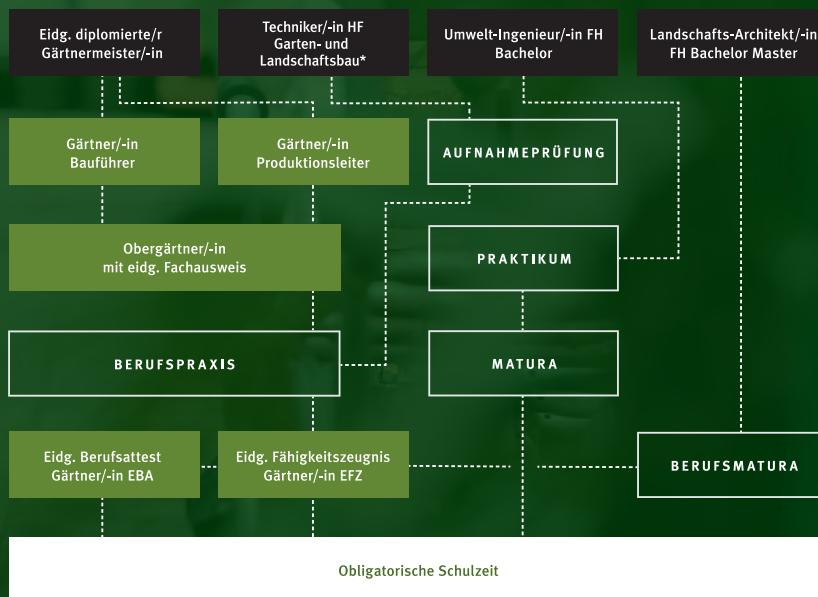 Eidg. diplomierte/r
Gärtnermeister/-in
Techniker/-in HF
Garten- und
Landschaftsbau*
Umwelt-Ingenieur/-in FH
Bachelor
Landschafts-Architekt/-in
FH Bachelor Master
Gärtner/-in
Bauführer
Gärtner/-in
Produktionsleiter
AUFNAHMEPRÜFUNG
Obergärtner/-in
mit eidg. Fachausweis
PRAKTIKUM
BERUFSPRAXIS
MATURA
Eidg. Berufsattest
Gärtner/-in EBA
Eidg. Fähigkeitszeugnis
Gärtner/-in EFZ
BERUFSMATURA
Obligatorische Schulzeit